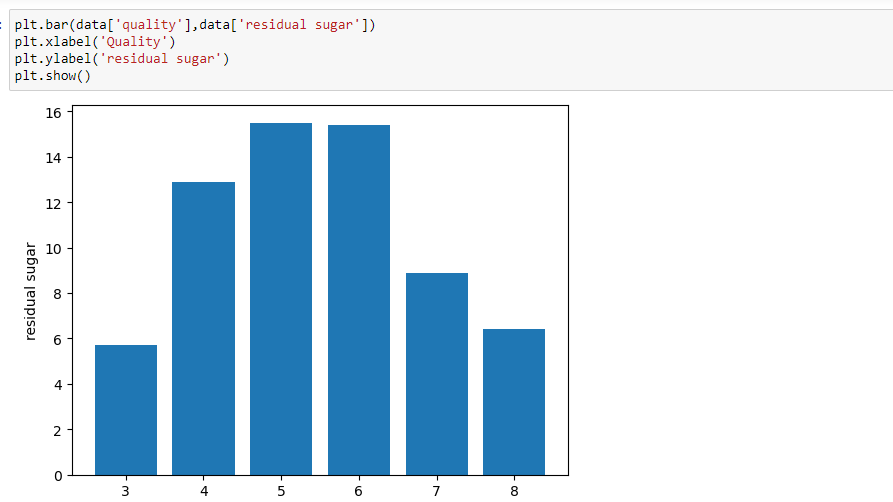 :
plt.bar(data['quality'],data['residual sugar'])
plt.xlabel('Quality')
plt.ylabel('residual sugar')
plt.show()
16
14
12
10
8
6
4
2
0
residual sugar
3 4 5 6 7 8